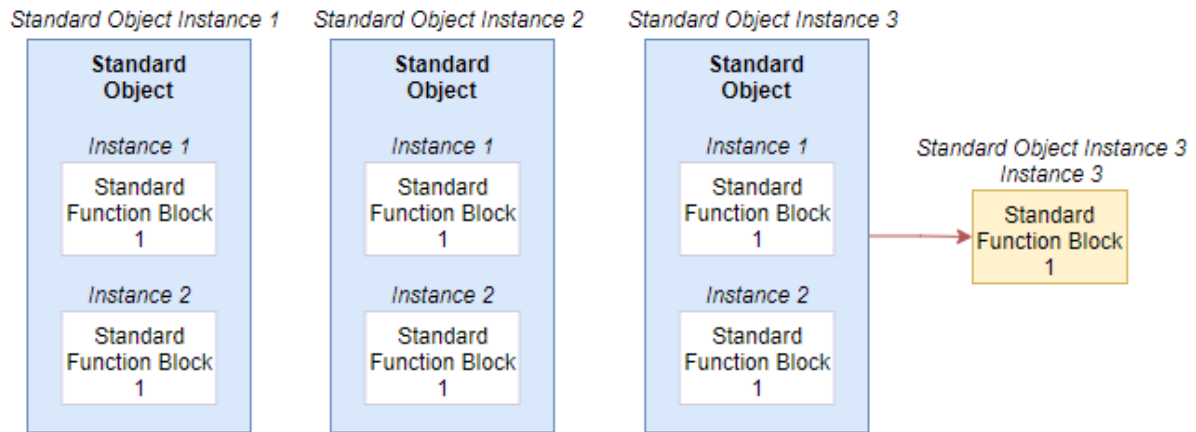 Standard Object Instance 1
Standard
Object
Instance 1
Standard
Function Block
1
Instance 2
Standard
Function Block
1
Standard Object Instance 2
Standard
Object
Instance 1
Standard
Function Block
1
Instance 2
Standard
Function Block
1
Standard Object Instance 3
Standard
Object
Instance 1
Standard
Function Block
1
Instance 2
Standard
Function Block
1
Standard Object Instance 3
Instance 3
Standard
Function Block
1